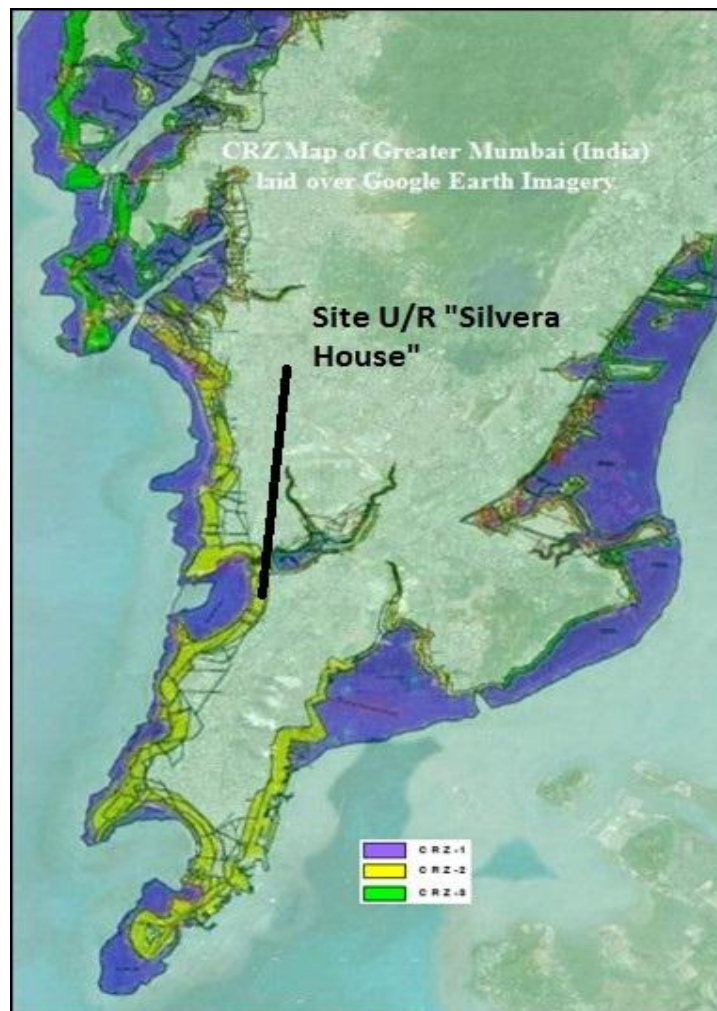 CRZ Map of Greater Mumbai (India)
laid over Google Earth Imagery
Site U/R "Silvera
House"
CRZ-1
CRZ-2
CRZ-3